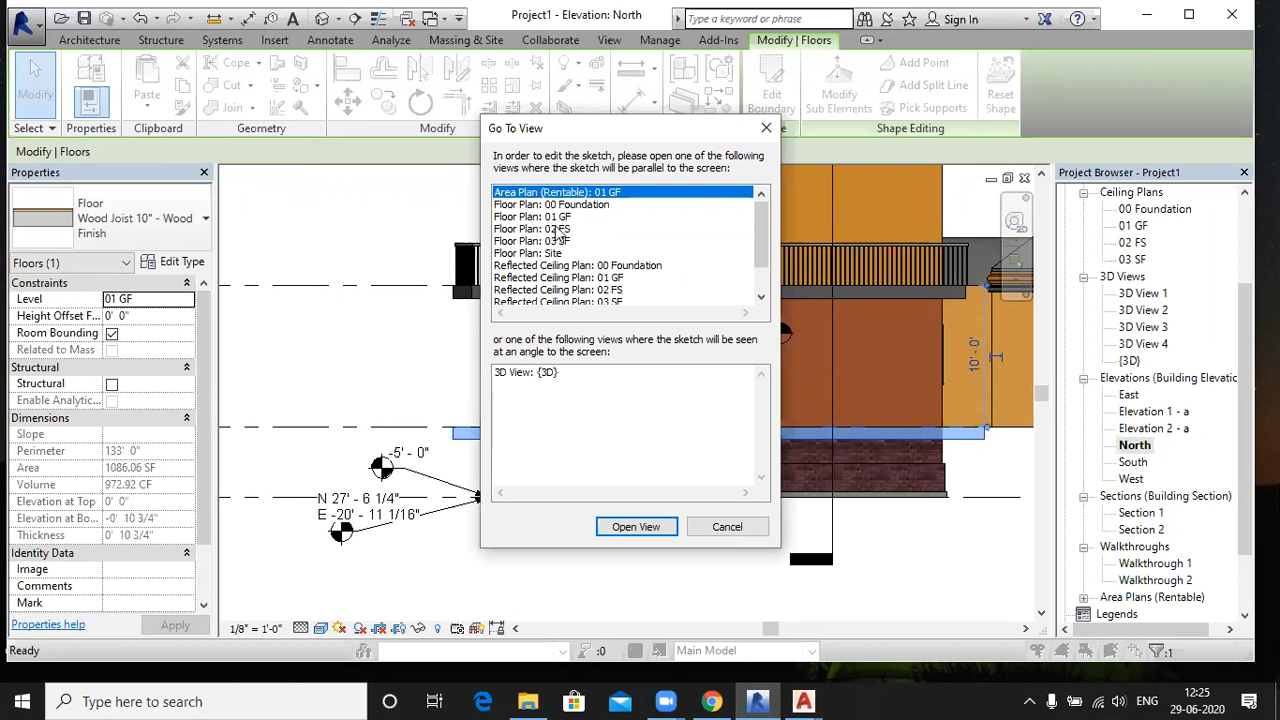 Project1 - Elevation: North
Type a keyword or phrase
Sign In
Architecture Structure Systems Insert Annotate Analyze Massing & Site Collaborate View Manage Add-Ins Modify | Floors
Modify
Paste
Cope
Cut
Join
Edit
Boundary
Modify
Sub Elements
Add Point
Add Split Line
Pick Supports
Reset
Shape
Select Properties Clipboard Geometry Modify Shape Editing
Modify | Floors
Properties
Floor
Wood Joist 10" - Wood
Finish
Floors (1)
Edit Type
Constraints
Level 01 GF
Height Offset F... 0' 0"
Room Bounding
Related to Mass
Structural
Structural
Enable Analytic...
Dimensions
Slope
Perimeter 133' 0"
Area 1086.06 SF
Volume 972.92 CF
Elevation at Top 0' 0"
Elevation at Bo... -0' 10 3/4"
Thickness 0' 10 3/4"
Identity Data
Image
Comments
Mark
Properties help
Apply
Go To View
In order to edit the sketch, please open one of the following
views where the sketch will be parallel to the screen:
Area Plan (Rentable): 01 GF
Floor Plan: 00 Foundation
Floor Plan: 01 GF
Floor Plan: 02 FS
Floor Plan: 03 SF
Floor Plan: Site
Reflected Ceiling Plan: 00 Foundation
Reflected Ceiling Plan: 01 GF
Reflected Ceiling Plan: 02 FS
Reflected Ceiling Plan: 03 SF
or one of the following views where the sketch will be seen
at an angle to the screen:
3D View: {3D}
Open View
Cancel
-5' - 0"
N 27' - 6 1/4"
E -20' - 11 1/16"
10' - 0"
1/8" = 1'-0"
Project Browser - Project1
Ceiling Plans
00 Foundation
01 GF
02 FS
03 SF
3D Views
3D View 1
3D View 2
3D View 3
3D View 4
{3D}
Elevations (Building Elevatio
East
Elevation 1 - a
Elevation 2 - a
North
South
West
Sections (Building Section)
Section 1
Section 2
Walkthroughs
Walkthrough 1
Walkthrough 2
Area Plans (Rentable)
Legends
Ready
:0
Main Model
:1
Type here to search
ENG
12:25
29-06-2020